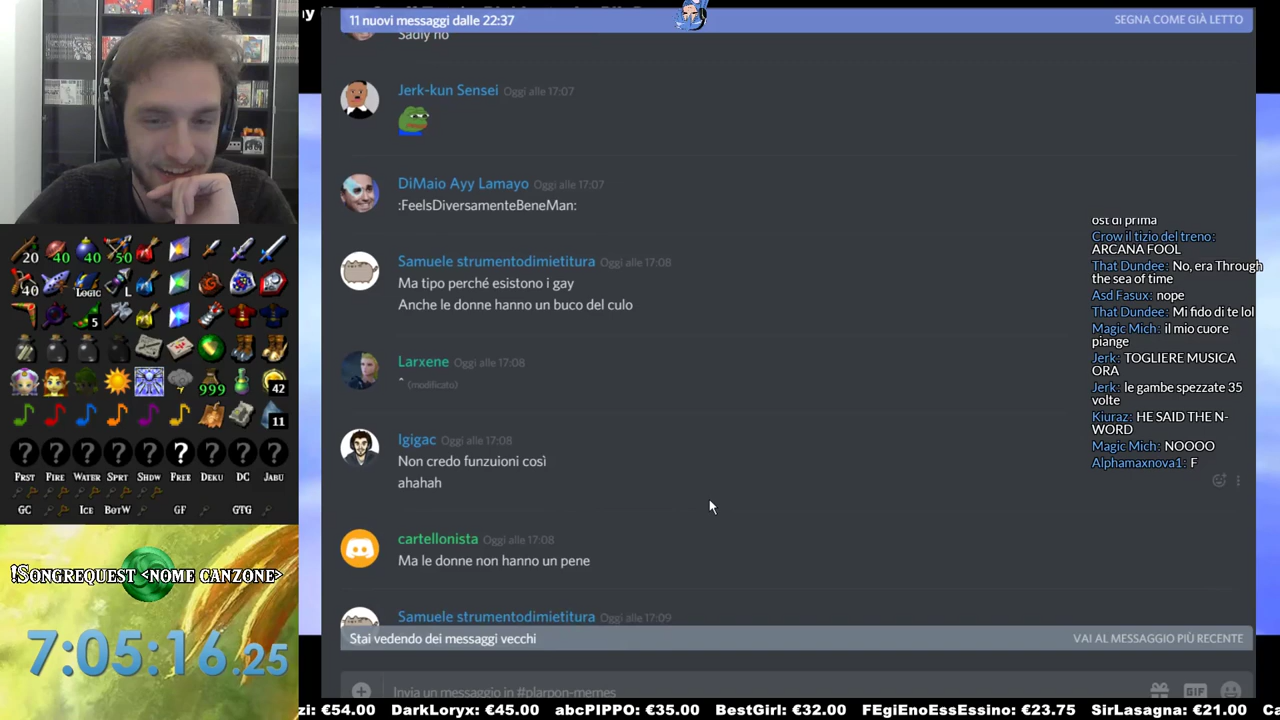 11 nuovi messaggi dalle 22:37
SEGNA COME GIÀ LETTO
Sadly no
Jerk-kun Sensei Oggi alle 17:07
DiMaio Ayy Lamayo Oggi alle 17:07
:FeelsDiversamenteBeneMan:
Samuele strumentodimietitura Oggi alle 17:08
Ma tipo perché esistono i gay
Anche le donne hanno un buco del culo
Larxene Oggi alle 17:08
^ (modificato)
Igigac Oggi alle 17:08
Non credo funzuioni così
ahahah
cartellonista Oggi alle 17:08
Ma le donne non hanno un pene
Samuele strumentodimietitura Oggi alle 17:09
Stai vedendo dei messaggi vecchi
VAI AL MESSAGGIO PIÙ RECENTE
Invia un messaggio in #plarpon-memes
GIF
ost di prima
Crow il tizio del treno:
ARCANA FOOL
That Dundee: No, era Through
the sea of time
Asd Fasux: nope
That Dundee: Mi fido di te lol
Magic Mich: il mio cuore
piange
Jerk: TOGLIERE MUSICA
ORA
Jerk: le gambe spezzate 35
volte
Kiuraz: HE SAID THE N-
WORD
Magic Mich: NOOOO
Alphamaxnova1: F
20 40 40 50
40 LOGIC L
5
999 42
11
? ? ? ? ? ? ? ? ?
FRST FIRE WATER SPRT SHDW FREE DEKU DC JABU
GC ICE BOTW GF GTG
!SONGREQUEST <NOME CANZONE>
7:05:16.25
zi: €54.00 DarkLoryx: €45.00 abcPIPPO: €35.00 BestGirl: €32.00 FEgiEnoEssEssino: €23.75 SirLasagna: €21.00 Ca